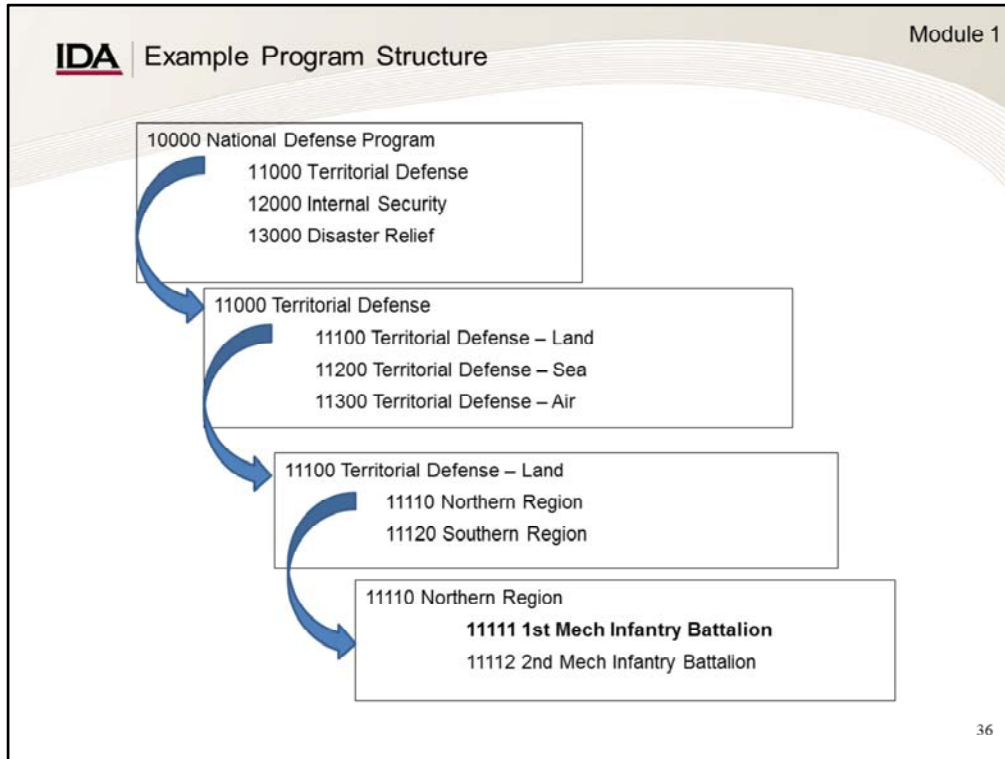 Module 1
IDA Example Program Structure
10000 National Defense Program
11000 Territorial Defense
12000 Internal Security
13000 Disaster Relief
11000 Territorial Defense
11100 Territorial Defense – Land
11200 Territorial Defense – Sea
11300 Territorial Defense – Air
11100 Territorial Defense – Land
11110 Northern Region
11120 Southern Region
11110 Northern Region
11111 1st Mech Infantry Battalion
11112 2nd Mech Infantry Battalion
36